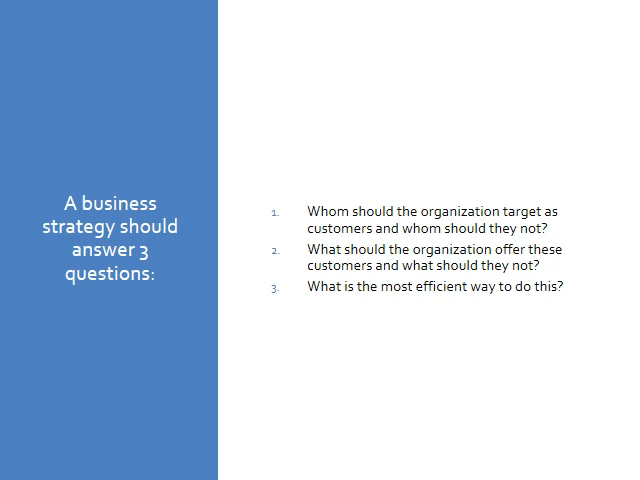 A business
strategy should
answer 3
questions:
1. Whom should the organization target as
customers and whom should they not?
2. What should the organization offer these
customers and what should they not?
3. What is the most efficient way to do this?